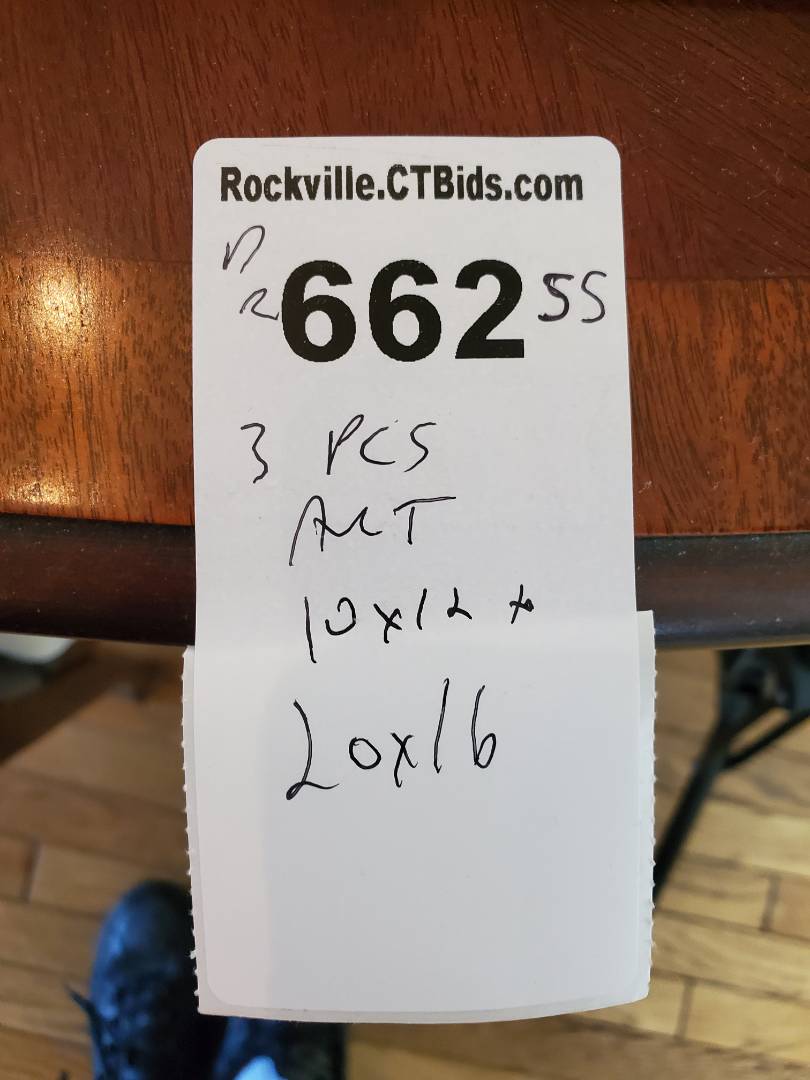 Rockville.CTBids.com
662 55
3 PCS
ART
10x12 +
20x16